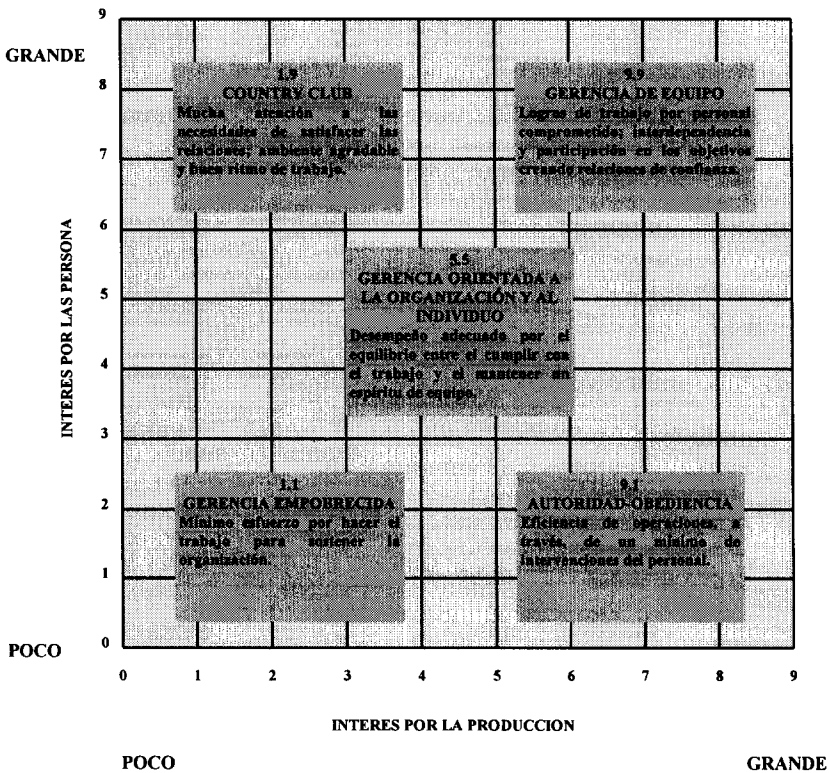 9
GRANDE
8
7
6
5
4
3
2
1
POCO
0
INTERES POR LAS PERSONA
1.9
COUNTRY CLUB
Mucha atención a las
necesidades de satisfacer las
relaciones; ambiente agradable
y buen ritmo de trabajo.
9.9
GERENCIA DE EQUIPO
Logros de trabajo por personal
comprometido; interdependencia
y participación en los objetivos
creando relaciones de confianza.
5.5
GERENCIA ORIENTADA A
LA ORGANIZACIÓN Y AL
INDIVIDUO
Desempeño adecuado por el
equilibrio entre el cumplir con
el trabajo y el mantener un
espíritu de equipo.
1.1
GERENCIA EMPOBRECIDA
Mínimo esfuerzo por hacer el
trabajo para sostener la
organización.
9.1
AUTORIDAD-OBEDIENCIA
Eficiencia de operaciones, a
través, de un mínimo de
intervenciones del personal.
0 1 2 3 4 5 6 7 8 9
INTERES POR LA PRODUCCION
POCO GRANDE